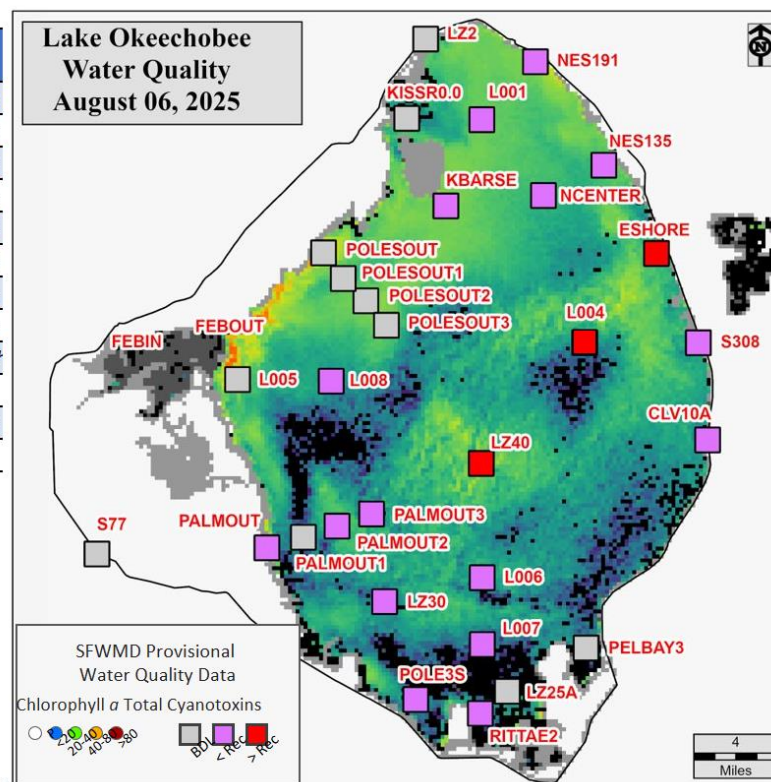 Lake Okeechobee
Water Quality
August 06, 2025
N
LZ2
NES191
KISSR0.0
L001
NES135
KBARSE
NCENTER
ESHORE
POLESOUT
POLESOUT1
POLESOUT2
POLESOUT3
L004
FEBIN
FEBOUT
S308
L005
L008
CLV10A
LZ40
S77
PALMOUT
PALMOUT3
PALMOUT2
PALMOUT1
L006
LZ30
L007
PELBAY3
POLE3S
LZ25A
RITTAE2
SFWMD Provisional
Water Quality Data
Chlorophyll a Total Cyanotoxins
<20
20-40
40-80
>80
BDL
< Rec
> Rec
4
Miles